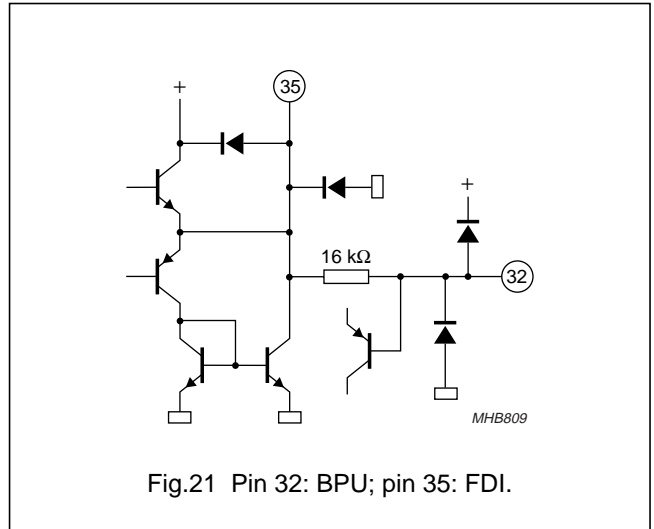 +
35
+
16 kΩ
32
MHB809
Fig.21 Pin 32: BPU; pin 35: FDI.